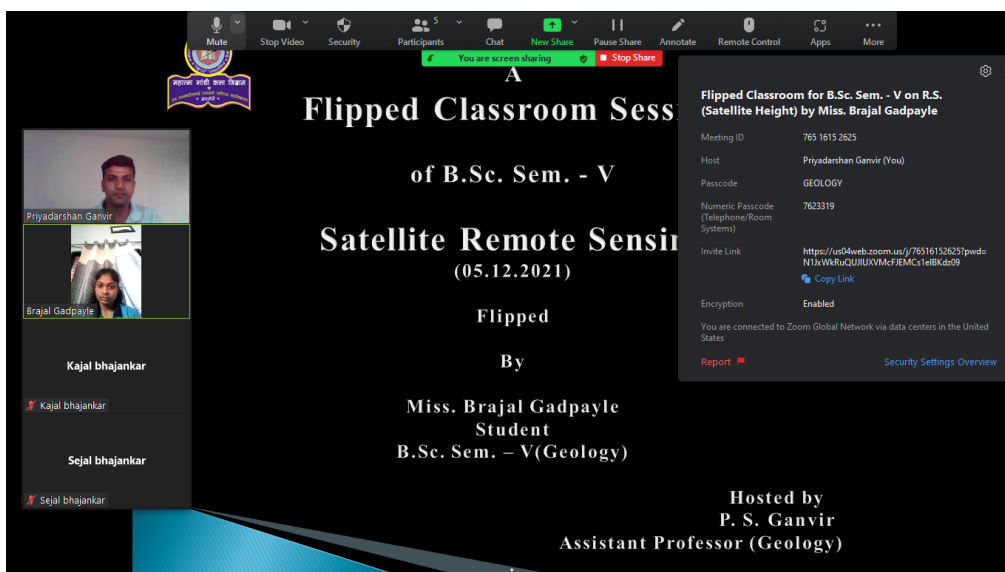 Mute
Stop Video
Security
Participants
5
Chat
New Share
Pause Share
Annotate
Remote Control
Apps
More
You are screen sharing
Stop Share
महात्मा गांधी कला विज्ञान
A
Flipped Classroom Sess
of B.Sc. Sem. - V
Satellite Remote Sensin
(05.12.2021)
Flipped
By
Miss. Brajal Gadpayle
Student
B.Sc. Sem. – V(Geology)
Hosted by
P. S. Ganvir
Assistant Professor (Geology)
Priyadarshan Ganvir
Brajal Gadpayle
Kajal bhajankar
Kajal bhajankar
Sejal bhajankar
Sejal bhajankar
Flipped Classroom for B.Sc. Sem. - V on R.S.
(Satellite Height) by Miss. Brajal Gadpayle
Meeting ID 765 1615 2625
Host Priyadarshan Ganvir (You)
Passcode GEOLOGY
Numeric Passcode 7623319
(Telephone/Room
Systems)
Invite Link https://us04web.zoom.us/j/76516152625?pwd=
Copy Link
Encryption Enabled
You are connected to Zoom Global Network via data centers in the United
States
Report
Security Settings Overview